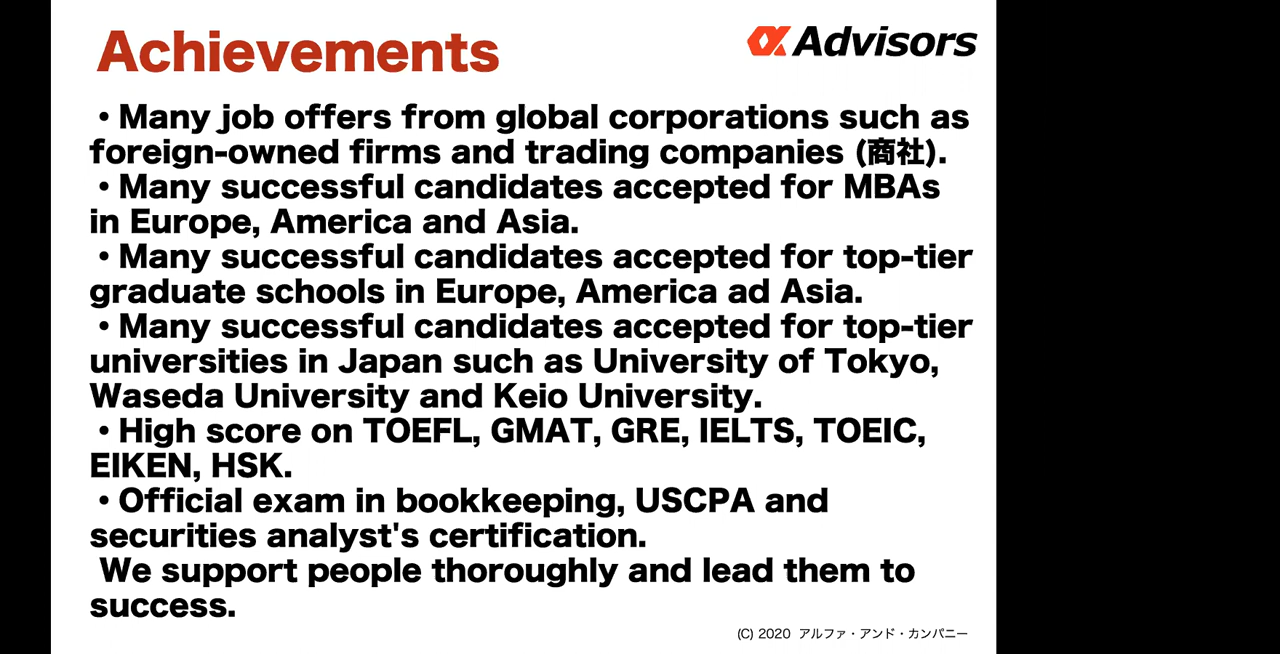 Achievements
α Advisors
・Many job offers from global corporations such as
foreign-owned firms and trading companies (商社).
・Many successful candidates accepted for MBAs
in Europe, America and Asia.
・Many successful candidates accepted for top-tier
graduate schools in Europe, America ad Asia.
・Many successful candidates accepted for top-tier
universities in Japan such as University of Tokyo,
Waseda University and Keio University.
・High score on TOEFL, GMAT, GRE, IELTS, TOEIC,
EIKEN, HSK.
・Official exam in bookkeeping, USCPA and
securities analyst's certification.
We support people thoroughly and lead them to
success.
(C) 2020 アルファ・アンド・カンパニー